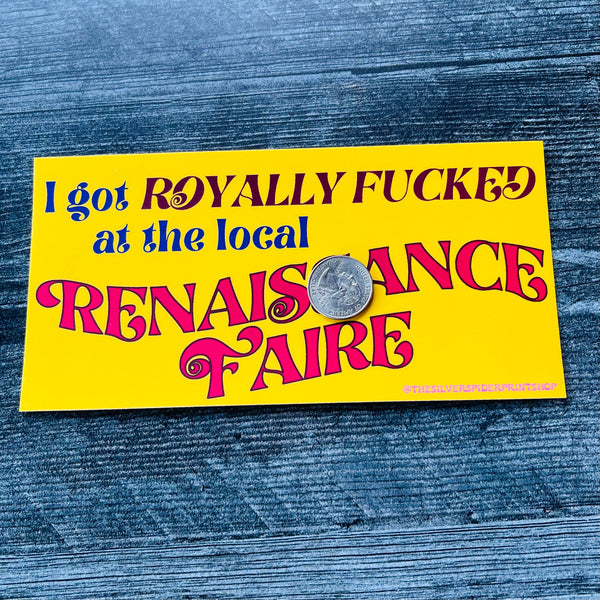 I got ROYALLY FUCKED
at the local
RENAIS ANCE
FAIRE
@THESILVERSPIDERPRINTSHOP